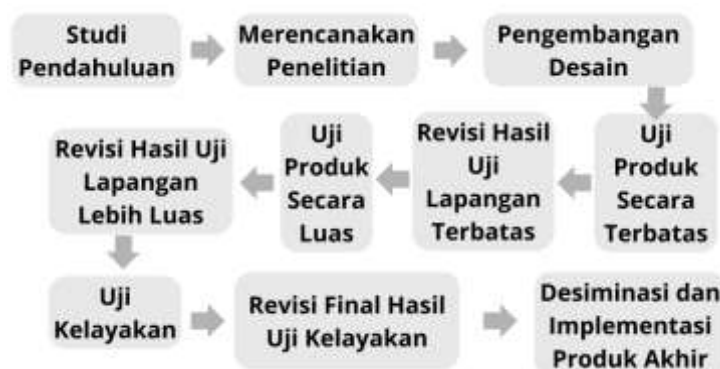 Studi
Pendahuluan
Merencanakan
Penelitian
Pengembangan
Desain
Uji
Produk
Secara
Terbatas
Revisi Hasil
Uji
Lapangan
Terbatas
Uji
Produk
Secara
Luas
Revisi Hasil Uji
Lapangan
Lebih Luas
Uji
Kelayakan
Revisi Final Hasil
Uji Kelayakan
Desiminasi dan
Implementasi
Produk Akhir